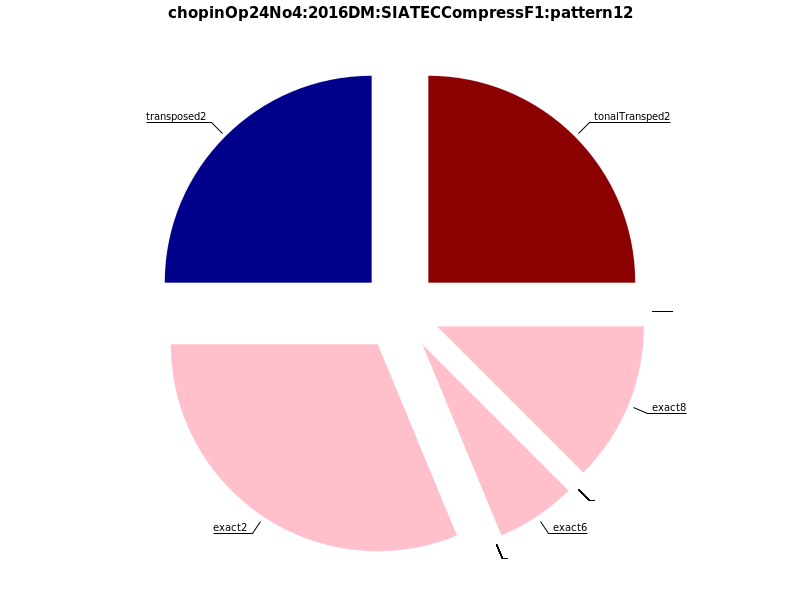 chopinOp24No4:2016DM:SIATECCompressF1:pattern12
transposed2
tonalTransped2
exact8
exact2
exact6